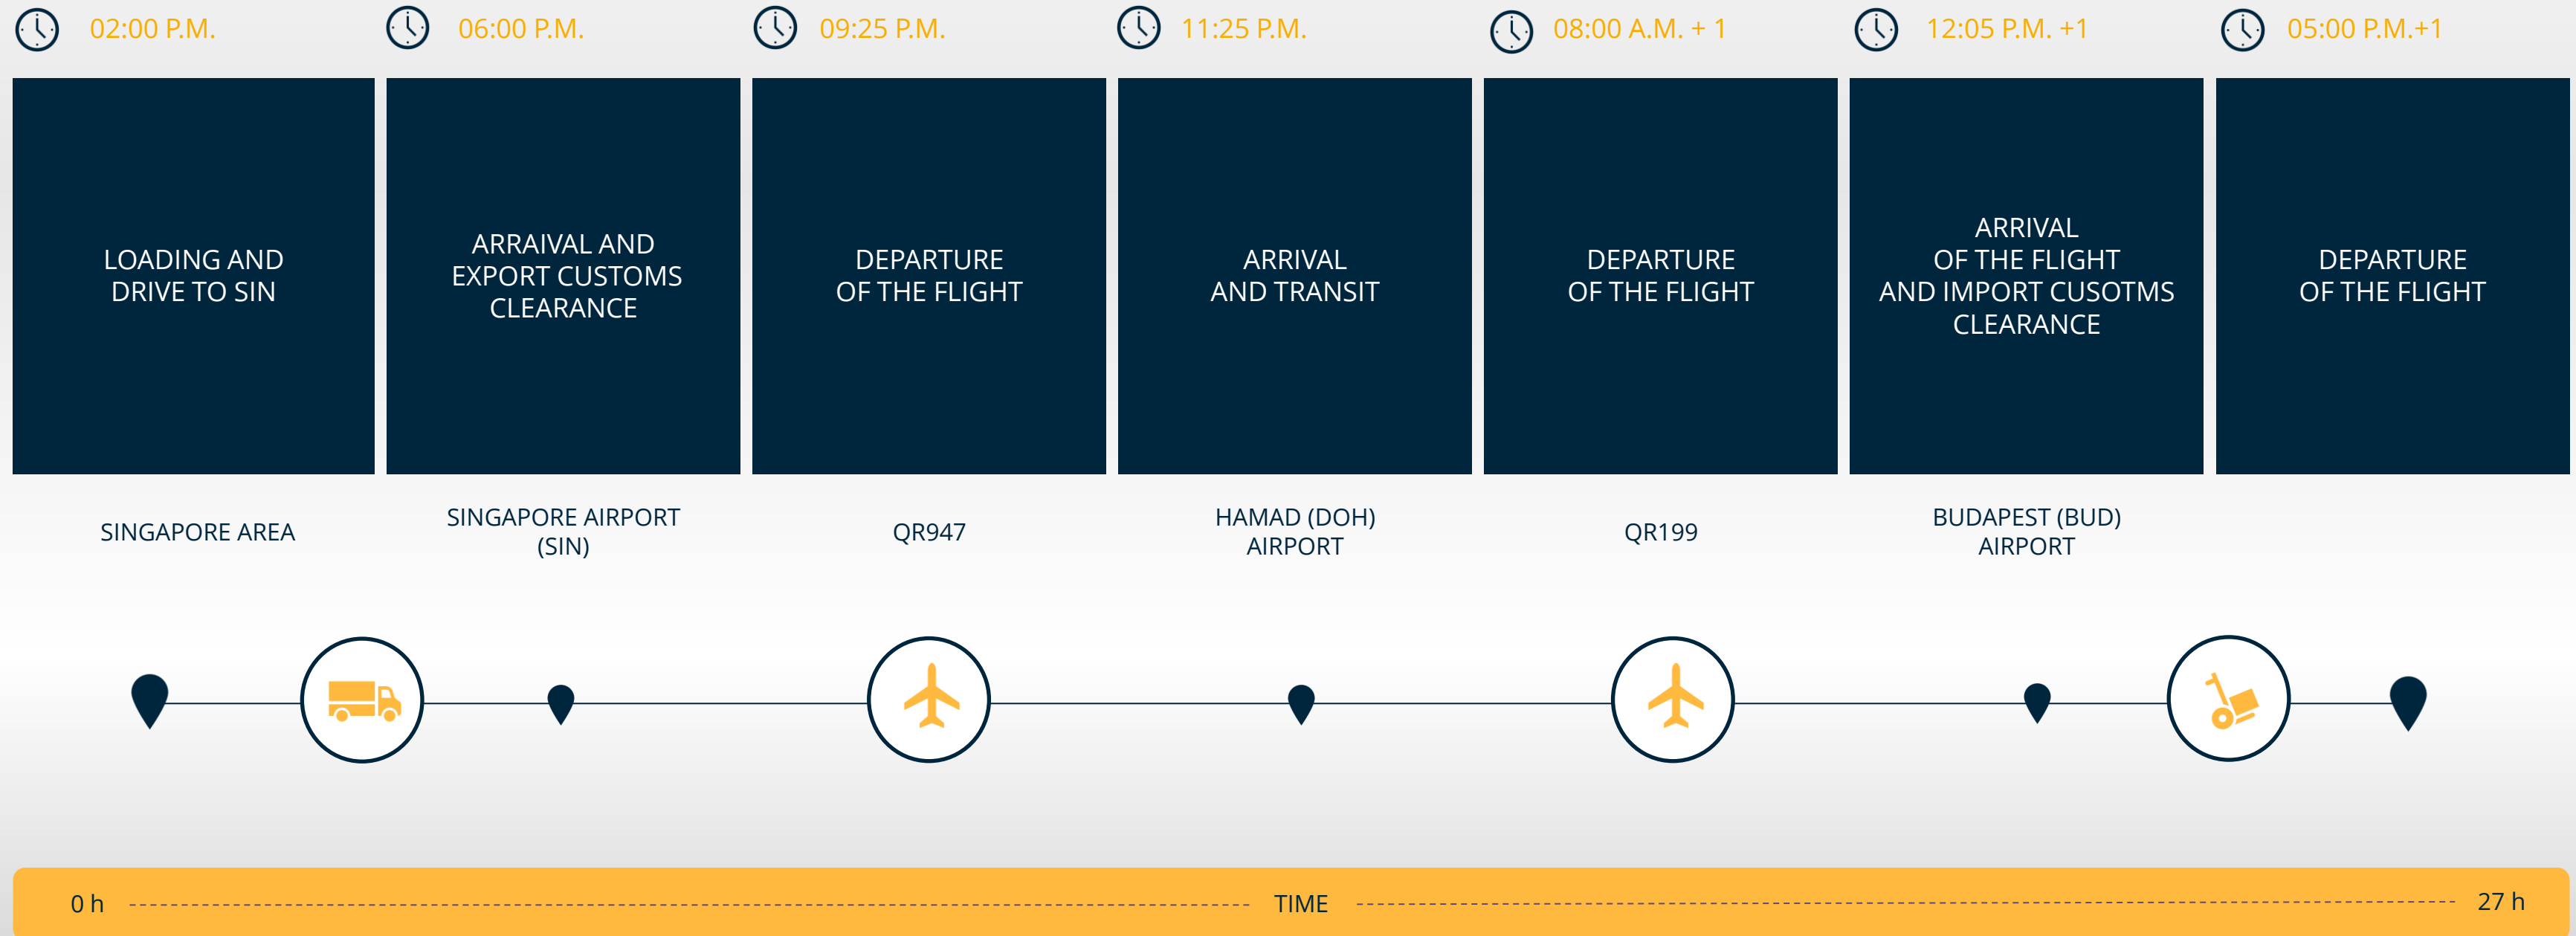 02:00 P.M.
06:00 P.M.
09:25 P.M.
11:25 P.M.
08:00 A.M. + 1
12:05 P.M. +1
05:00 P.M.+1
LOADING AND
DRIVE TO SIN
ARRAIVAL AND
EXPORT CUSTOMS
CLEARANCE
DEPARTURE
OF THE FLIGHT
ARRIVAL
AND TRANSIT
DEPARTURE
OF THE FLIGHT
ARRIVAL
OF THE FLIGHT
AND IMPORT CUSOTMS
CLEARANCE
DEPARTURE
OF THE FLIGHT
SINGAPORE AREA
SINGAPORE AIRPORT
(SIN)
QR947
HAMAD (DOH)
AIRPORT
QR199
BUDAPEST (BUD)
AIRPORT
0 h
TIME
27 h